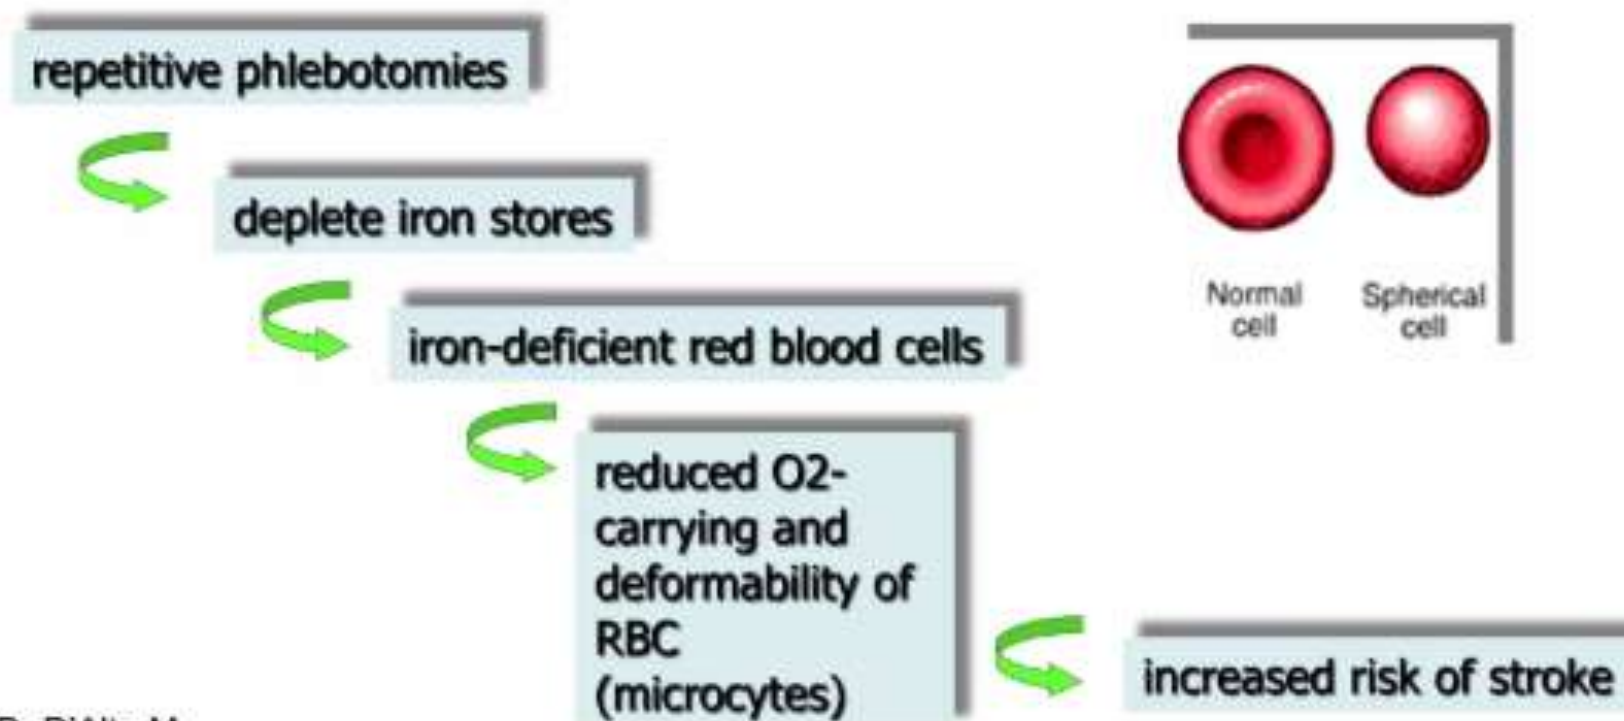 repetitive phlebotomies
deplete iron stores
iron-deficient red blood cells
reduced O2-
carrying and
deformability of
RBC
(microcytes)
increased risk of stroke
Normal
cell
Spherical
cell